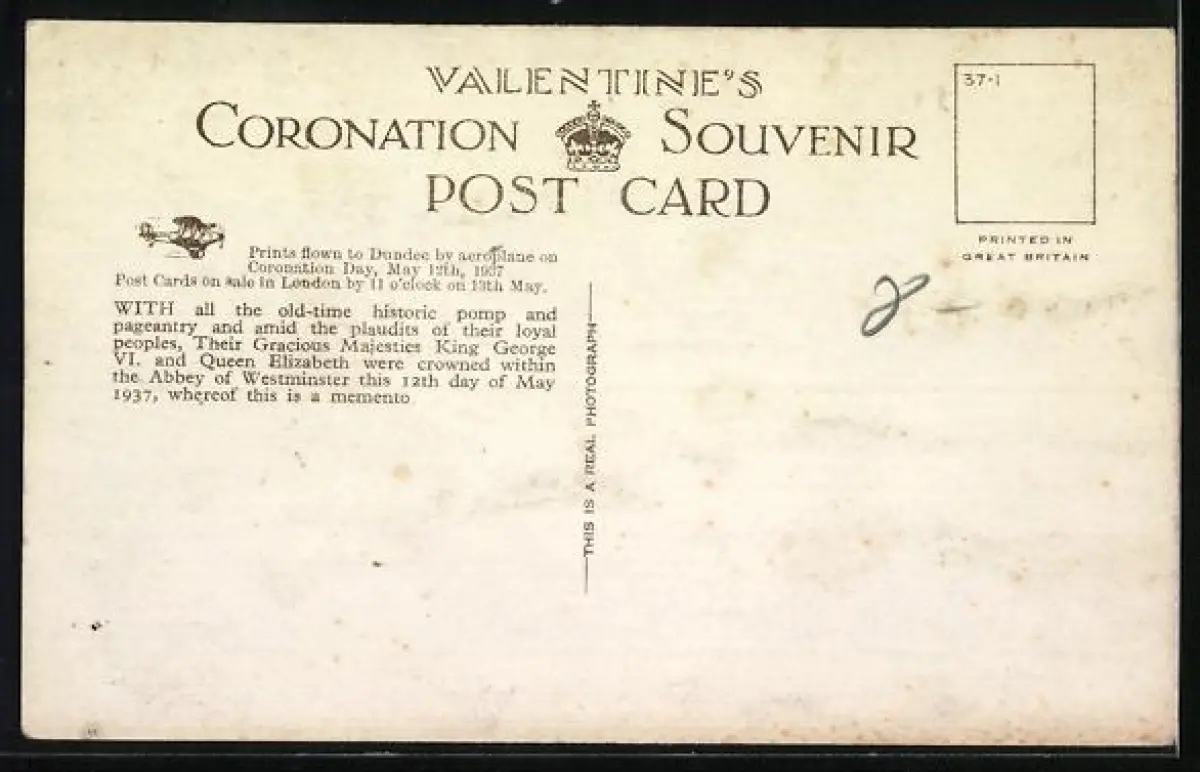 VALENTINE'S
CORONATION SOUVENIR
POST CARD
37-1
PRINTED IN
GREAT BRITAIN
Prints flown to Dundee by aeroplane on
Coronation Day, May 12th, 1937
Post Cards on sale in London by 11 o'clock on 13th May.
WITH all the old-time historic pomp and
pageantry and amid the plaudits of their loyal
peoples, Their Gracious Majesties King George
VI. and Queen Elizabeth were crowned within
the Abbey of Westminster this 12th day of May
1937, whereof this is a memento
THIS IS A REAL PHOTOGRAPH